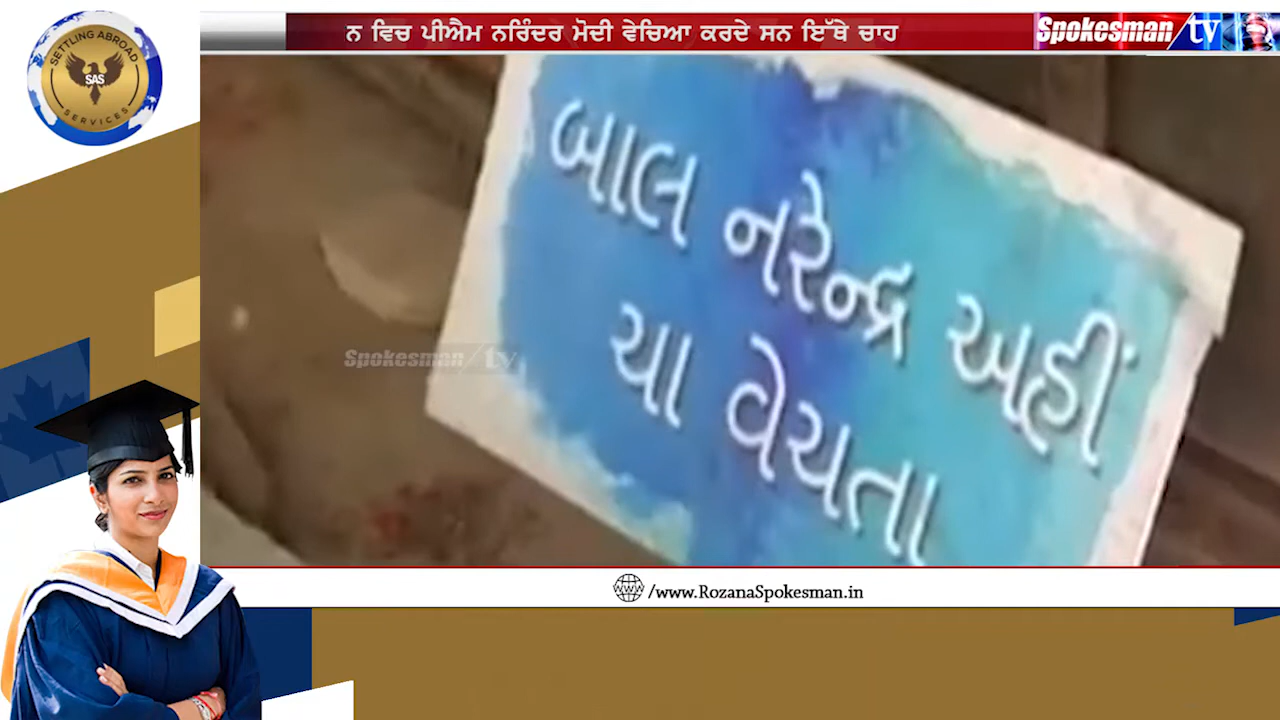 SETTLING ABROAD
SAS
SERVICES
ਨ ਵਿਚ ਪੀਐਮ ਨਰਿੰਦਰ ਮੋਦੀ ਵੇਚਿਆ ਕਰਦੇ ਸਨ ਇੱਥੇ ਚਾਹ
Spokesman tv
બાલ નરેન્દ્ર અહીં
ચા વેચતા
Spokesman tv
/www.RozanaSpokesman.in